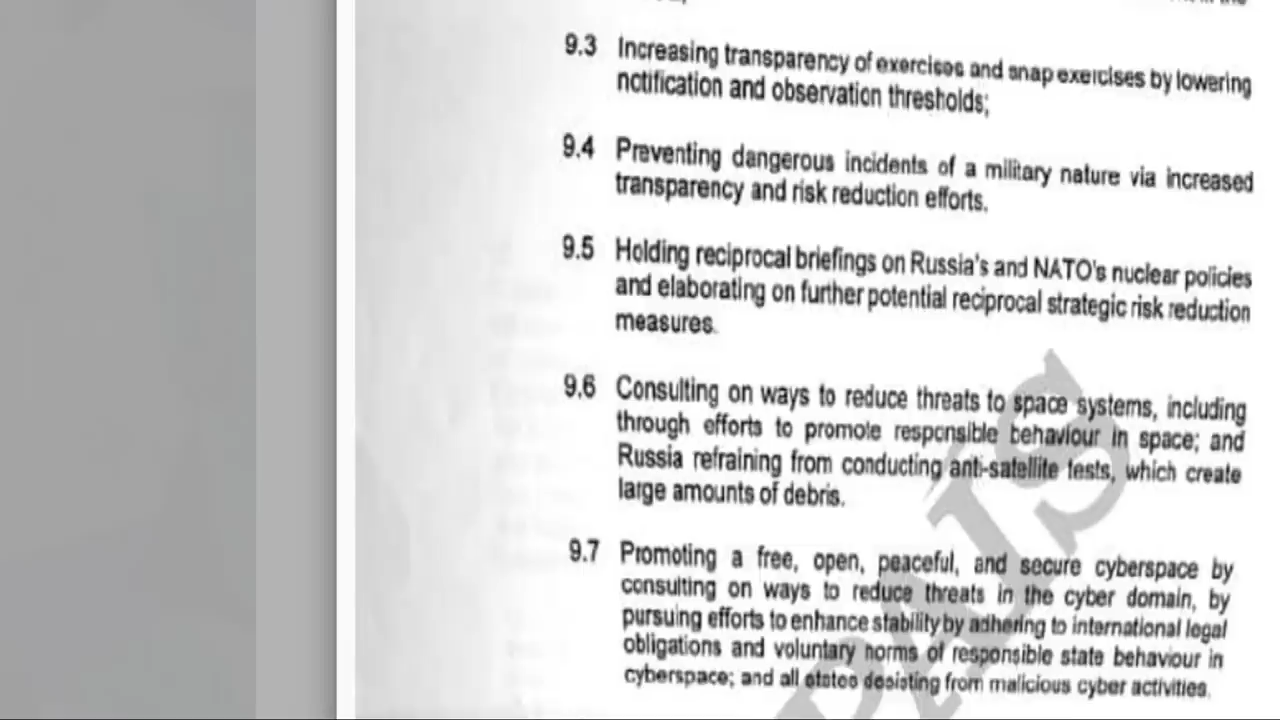 9.3 Increasing transparency of exercises and snap exercises by lowering
notification and observation thresholds;
9.4 Preventing dangerous incidents of a military nature via increased
transparency and risk reduction efforts.
9.5 Holding reciprocal briefings on Russia's and NATO's nuclear policies
and elaborating on further potential reciprocal strategic risk reduction
measures.
9.6 Consulting on ways to reduce threats to space systems, including
through efforts to promote responsible behaviour in space; and
Russia refraining from conducting anti-satellite tests, which create
large amounts of debris.
9.7 Promoting a free, open, peaceful, and secure cyberspace by
consulting on ways to reduce threats in the cyber domain, by
pursuing efforts to enhance stability by adhering to international legal
obligations and voluntary norms of responsible state behaviour in
cyberspace; and all states desisting from malicious cyber activities.
PAIS